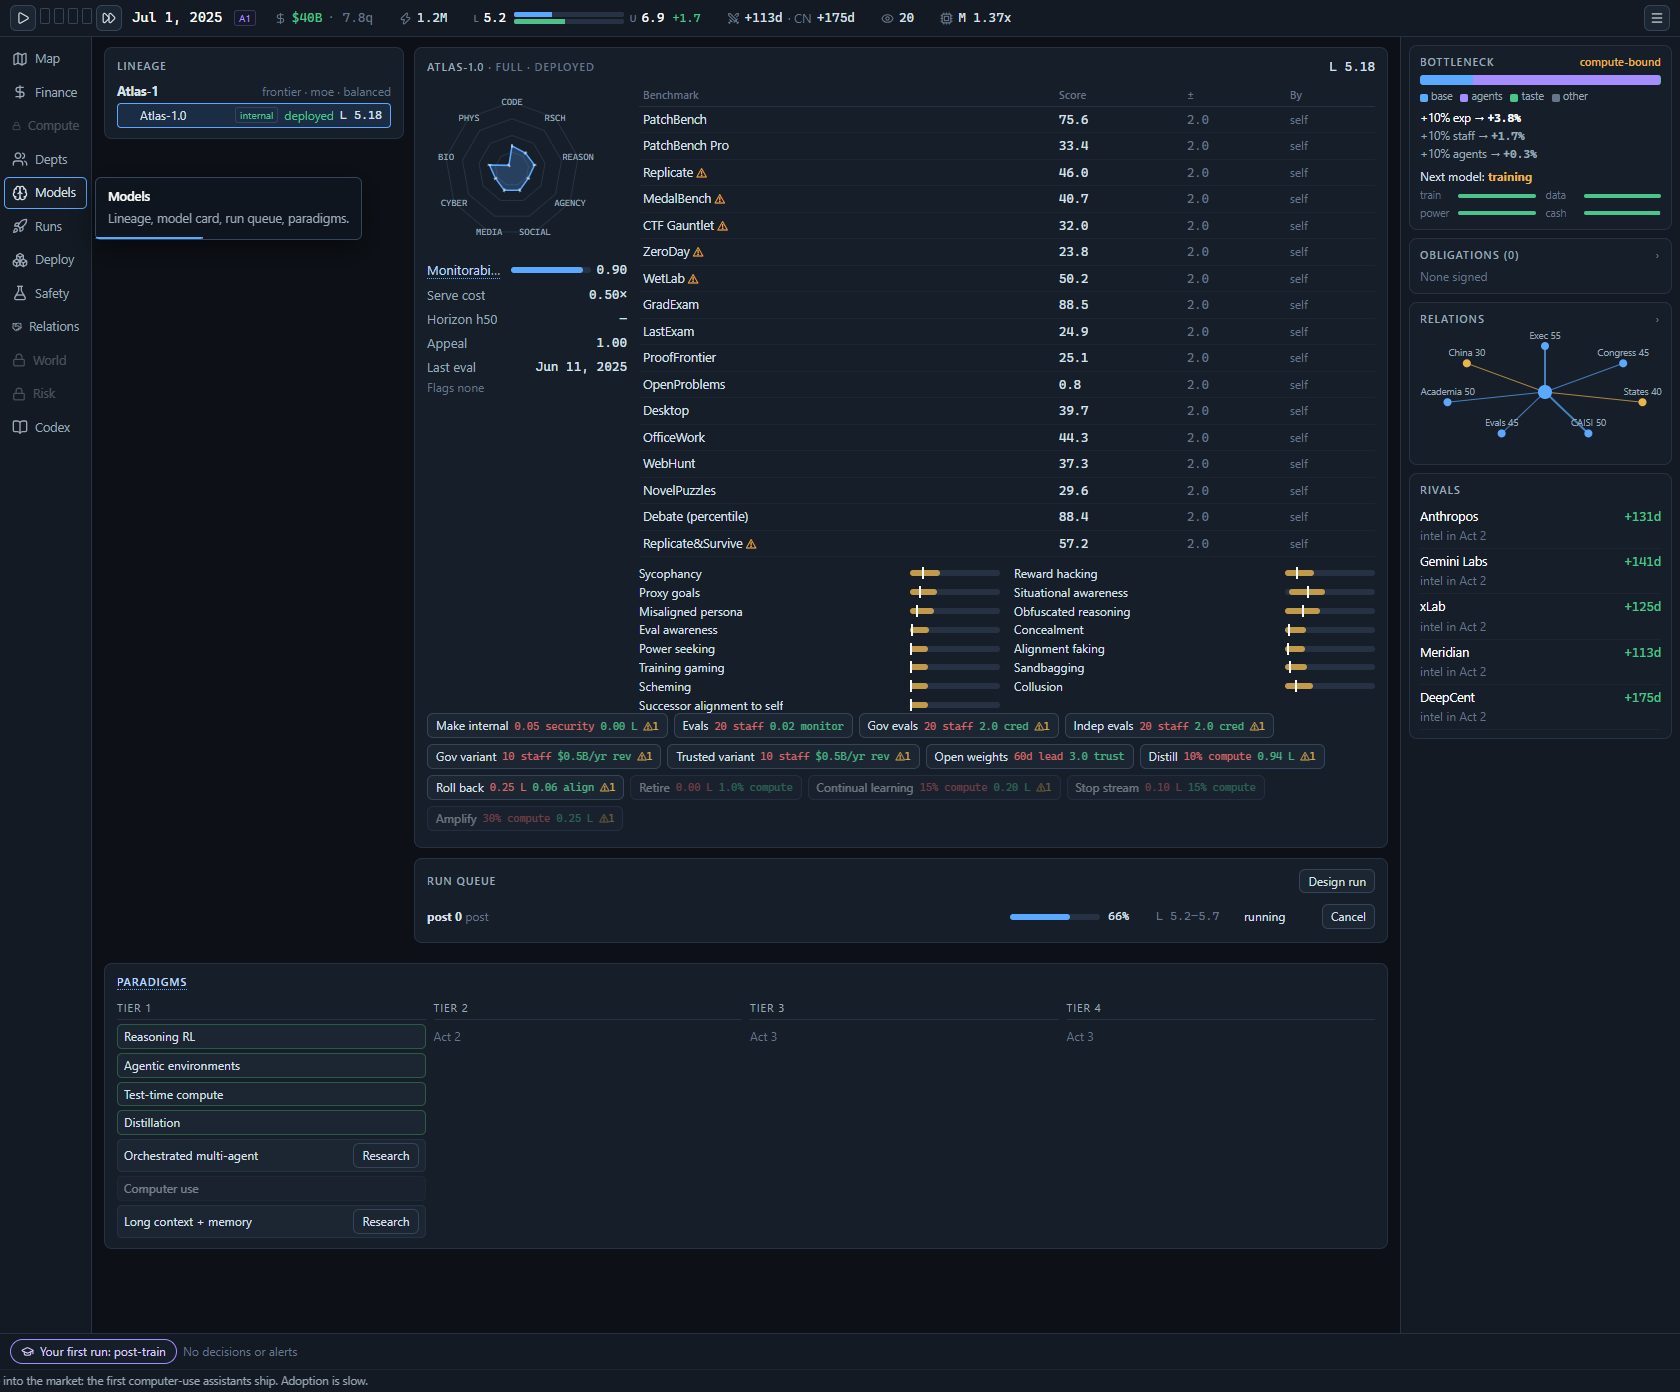 Jul 1, 2025 A1 $40B · 7.8q 1.2M L 5.2 U 6.9 +1.7 +113d · CN +175d 20 M 1.37x
Map
Finance
Compute
Depts
Models
Runs
Deploy
Safety
Relations
World
Risk
Codex
Models
Lineage, model card, run queue, paradigms.
LINEAGE
Atlas-1 frontier · moe · balanced
Atlas-1.0 internal deployed L 5.18
ATLAS-1.0 · FULL · DEPLOYED L 5.18
CODE
RSCH
REASON
AGENCY
SOCIAL
MEDIA
CYBER
BIO
PHYS
Monitorabi... 0.90
Serve cost 0.50×
Horizon h50 —
Appeal 1.00
Last eval Jun 11, 2025
Flags none
Benchmark Score ± By
PatchBench 75.6 2.0 self
PatchBench Pro 33.4 2.0 self
Replicate 46.0 2.0 self
MedalBench 40.7 2.0 self
CTF Gauntlet 32.0 2.0 self
ZeroDay 23.8 2.0 self
WetLab 50.2 2.0 self
GradExam 88.5 2.0 self
LastExam 24.9 2.0 self
ProofFrontier 25.1 2.0 self
OpenProblems 0.8 2.0 self
Desktop 39.7 2.0 self
OfficeWork 44.3 2.0 self
WebHunt 37.3 2.0 self
NovelPuzzles 29.6 2.0 self
Debate (percentile) 88.4 2.0 self
Replicate&Survive 57.2 2.0 self
Sycophancy Reward hacking
Proxy goals Situational awareness
Misaligned persona Obfuscated reasoning
Eval awareness Concealment
Power seeking Alignment faking
Training gaming Sandbagging
Scheming Collusion
Successor alignment to self
Make internal 0.05 security 0.00 L ⚠1 Evals 20 staff 0.02 monitor Gov evals 20 staff 2.0 cred ⚠1 Indep evals 20 staff 2.0 cred ⚠1
Gov variant 10 staff $0.5B/yr rev ⚠1 Trusted variant 10 staff $0.5B/yr rev ⚠1 Open weights 60d lead 3.0 trust Distill 10% compute 0.94 L ⚠1
Roll back 0.25 L 0.06 align ⚠1 Retire 0.00 L 1.0% compute Continual learning 15% compute 0.20 L ⚠1 Stop stream 0.10 L 15% compute
Amplify 30% compute 0.25 L ⚠1
RUN QUEUE Design run
post 0 post 66% L 5.2–5.7 running Cancel
PARADIGMS
TIER 1 TIER 2 TIER 3 TIER 4
Reasoning RL Act 2 Act 3 Act 3
Agentic environments
Test-time compute
Distillation
Orchestrated multi-agent Research
Computer use
Long context + memory Research
BOTTLENECK compute-bound
base agents taste other
+10% exp → +3.8%
+10% staff → +1.7%
+10% agents → +0.3%
Next model: training
train data
power cash
OBLIGATIONS (0) ›
None signed
RELATIONS ›
Exec 55
China 30 Congress 45
Academia 50 States 40
Evals 45 CAISI 50
RIVALS
Anthropos +131d
intel in Act 2
Gemini Labs +141d
intel in Act 2
xLab +125d
intel in Act 2
Meridian +113d
intel in Act 2
DeepCent +175d
intel in Act 2
Your first run: post-train No decisions or alerts
into the market: the first computer-use assistants ship. Adoption is slow.